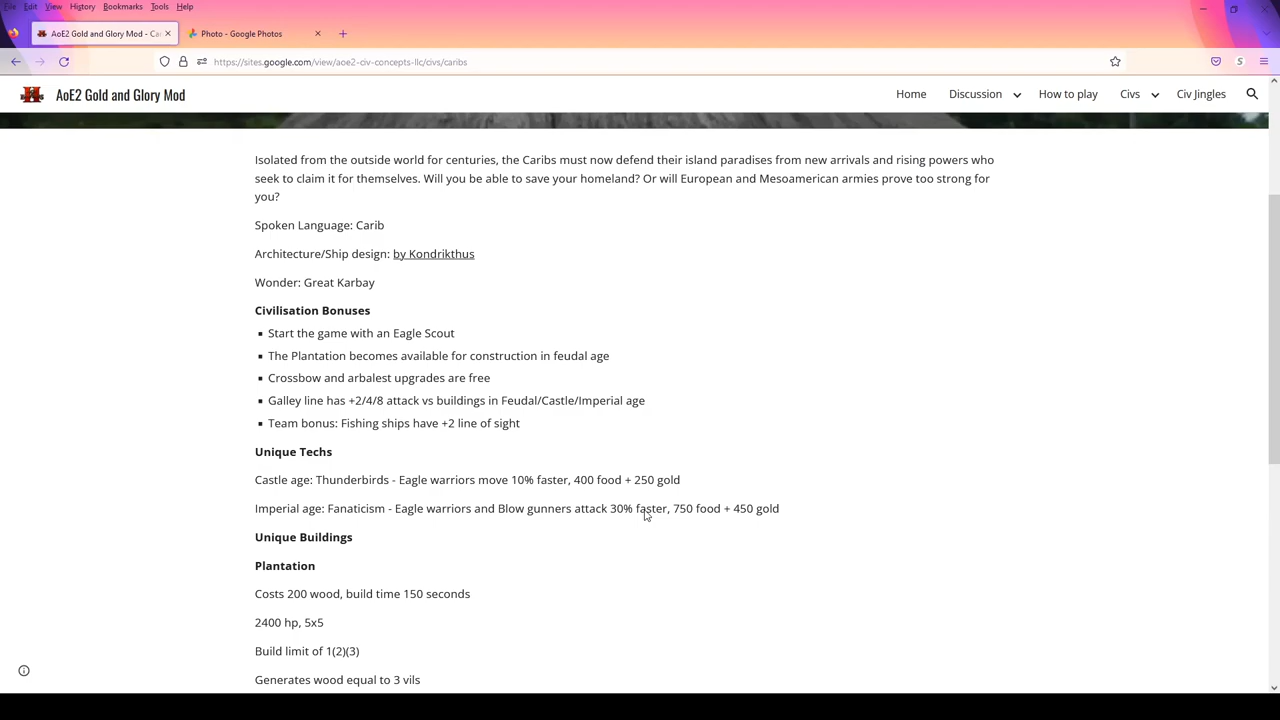 File Edit View History Bookmarks Tools Help
AoE2 Gold and Glory Mod - Ca
Photo - Google Photos
https://sites.google.com/view/aoe2-civ-concepts-llc/civs/caribs
AoE2 Gold and Glory Mod
Home Discussion How to play Civs Civ Jingles
Isolated from the outside world for centuries, the Caribs must now defend their island paradises from new arrivals and rising powers who
seek to claim it for themselves. Will you be able to save your homeland? Or will European and Mesoamerican armies prove too strong for
you?
Spoken Language: Carib
Architecture/Ship design: by Kondrikthus
Wonder: Great Karbay
Civilisation Bonuses
Start the game with an Eagle Scout
The Plantation becomes available for construction in feudal age
Crossbow and arbalest upgrades are free
Galley line has +2/4/8 attack vs buildings in Feudal/Castle/Imperial age
Team bonus: Fishing ships have +2 line of sight
Unique Techs
Castle age: Thunderbirds - Eagle warriors move 10% faster, 400 food + 250 gold
Imperial age: Fanaticism - Eagle warriors and Blow gunners attack 30% faster, 750 food + 450 gold
Unique Buildings
Plantation
Costs 200 wood, build time 150 seconds
2400 hp, 5x5
Build limit of 1(2)(3)
Generates wood equal to 3 vils